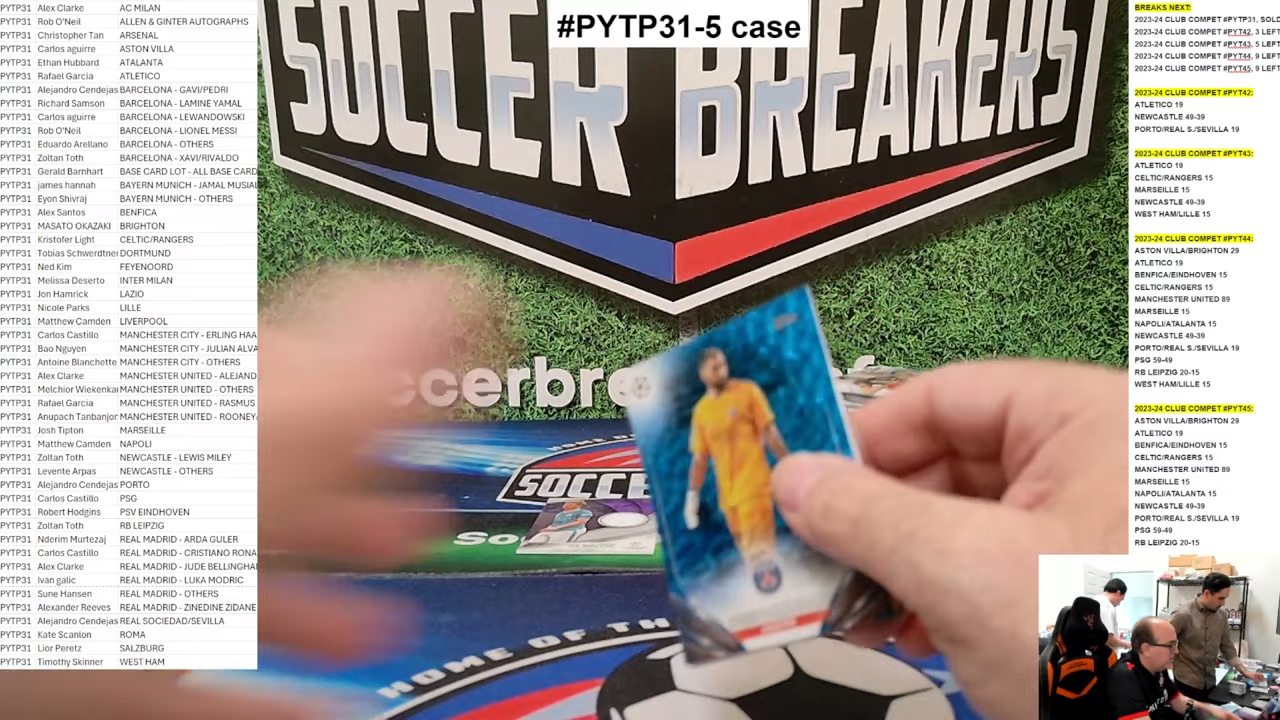 #PYTP31-5 case
PYTP31 Alex Clarke AC MILAN
PYTP31 Rob O'Neil ALLEN & GINTER AUTOGRAPHS
PYTP31 Christopher Tan ARSENAL
PYTP31 Carlos aguirre ASTON VILLA
PYTP31 Ethan Hubbard ATALANTA
PYTP31 Rafael Garcia ATLETICO
PYTP31 Alejandro Cendejas BARCELONA - GAVI/PEDRI
PYTP31 Richard Samson BARCELONA - LAMINE YAMAL
PYTP31 Carlos aguirre BARCELONA - LEWANDOWSKI
PYTP31 Rob O'Neil BARCELONA - LIONEL MESSI
PYTP31 Eduardo Arellano BARCELONA - OTHERS
PYTP31 Zoltan Toth BARCELONA - XAVI/RIVALDO
PYTP31 Gerald Barnhart BASE CARD LOT - ALL BASE CARD
PYTP31 james hannah BAYERN MUNICH - JAMAL MUSIAL
PYTP31 Eyon Shivraj BAYERN MUNICH - OTHERS
PYTP31 Alex Santos BENFICA
PYTP31 MASATO OKAZAKI BRIGHTON
PYTP31 Kristofer Light CELTIC/RANGERS
PYTP31 Tobias Schwerdtner DORTMUND
PYTP31 Ned Kim FEYENOORD
PYTP31 Melissa Deserto INTER MILAN
PYTP31 Jon Hamrick LAZIO
PYTP31 Nicole Parks LILLE
PYTP31 Matthew Camden LIVERPOOL
PYTP31 Carlos Castillo MANCHESTER CITY - ERLING HAA
PYTP31 Bao Nguyen MANCHESTER CITY - JULIAN ALVA
PYTP31 Antoine Blanchette MANCHESTER CITY - OTHERS
PYTP31 Alex Clarke MANCHESTER UNITED - ALEJAND
PYTP31 Melchior Wiekenkar MANCHESTER UNITED - OTHERS
PYTP31 Rafael Garcia MANCHESTER UNITED - RASMUS
PYTP31 Anupach Tanbanjon MANCHESTER UNITED - ROONEY
PYTP31 Josh Tipton MARSEILLE
PYTP31 Matthew Camden NAPOLI
PYTP31 Zoltan Toth NEWCASTLE - LEWIS MILEY
PYTP31 Levente Arpas NEWCASTLE - OTHERS
PYTP31 Alejandro Cendejas PORTO
PYTP31 Carlos Castillo PSG
PYTP31 Robert Hodgins PSV EINDHOVEN
PYTP31 Zoltan Toth RB LEIPZIG
PYTP31 Nderim Murtezaj REAL MADRID - ARDA GULER
PYTP31 Carlos Castillo REAL MADRID - CRISTIANO RONA
PYTP31 Alex Clarke REAL MADRID - JUDE BELLINGHA
PYTP31 Ivan galic REAL MADRID - LUKA MODRIC
PYTP31 Sune Hansen REAL MADRID - OTHERS
PYTP31 Alexander Reeves REAL MADRID - ZINEDINE ZIDANE
PYTP31 Alejandro Cendejas REAL SOCIEDAD/SEVILLA
PYTP31 Kate Scanlon ROMA
PYTP31 Lior Peretz SALZBURG
PYTP31 Timothy Skinner WEST HAM
SOCCER BREAKERS
ccerbre
SOCCE
HOME OF TH
BREAKS NEXT:
2023-24 CLUB COMPET #PYTP31, SOLD
2023-24 CLUB COMPET #PYT42, 3 LEFT
2023-24 CLUB COMPET #PYT43, 5 LEFT
2023-24 CLUB COMPET #PYT44, 9 LEFT
2023-24 CLUB COMPET #PYT45, 9 LEFT
2023-24 CLUB COMPET #PYT42:
ATLETICO 19
NEWCASTLE 49-39
PORTO/REAL S./SEVILLA 19
2023-24 CLUB COMPET #PYT43:
ATLETICO 19
CELTIC/RANGERS 15
MARSEILLE 15
NEWCASTLE 49-39
WEST HAM/LILLE 15
2023-24 CLUB COMPET #PYT44:
ASTON VILLA/BRIGHTON 29
ATLETICO 19
BENFICA/EINDHOVEN 15
CELTIC/RANGERS 15
MANCHESTER UNITED 89
MARSEILLE 15
NAPOLI/ATALANTA 15
NEWCASTLE 49-39
PORTO/REAL S./SEVILLA 19
PSG 59-49
RB LEIPZIG 20-15
WEST HAM/LILLE 15
2023-24 CLUB COMPET #PYT45:
ASTON VILLA/BRIGHTON 29
ATLETICO 19
BENFICA/EINDHOVEN 15
CELTIC/RANGERS 15
MANCHESTER UNITED 89
MARSEILLE 15
NAPOLI/ATALANTA 15
NEWCASTLE 49-39
PORTO/REAL S./SEVILLA 19
PSG 59-49
RB LEIPZIG 20-15